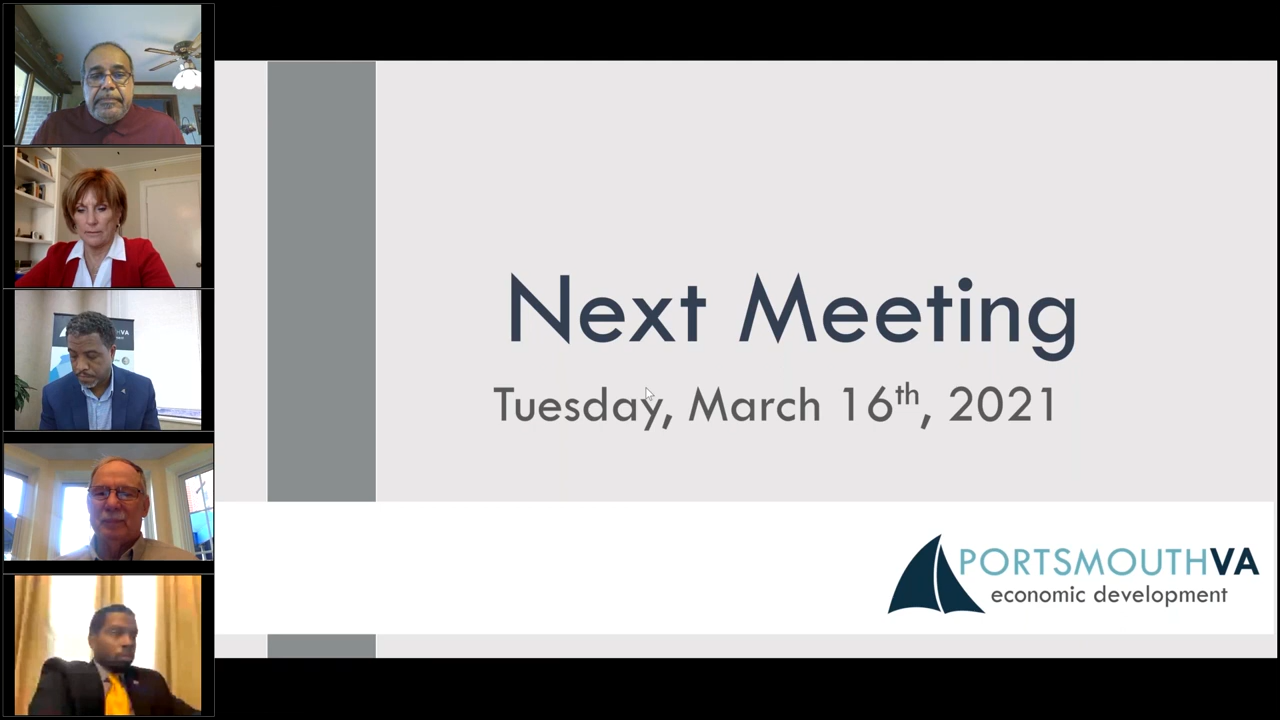 Next Meeting
Tuesday, March 16th, 2021
PORTSMOUTHVA
economic development